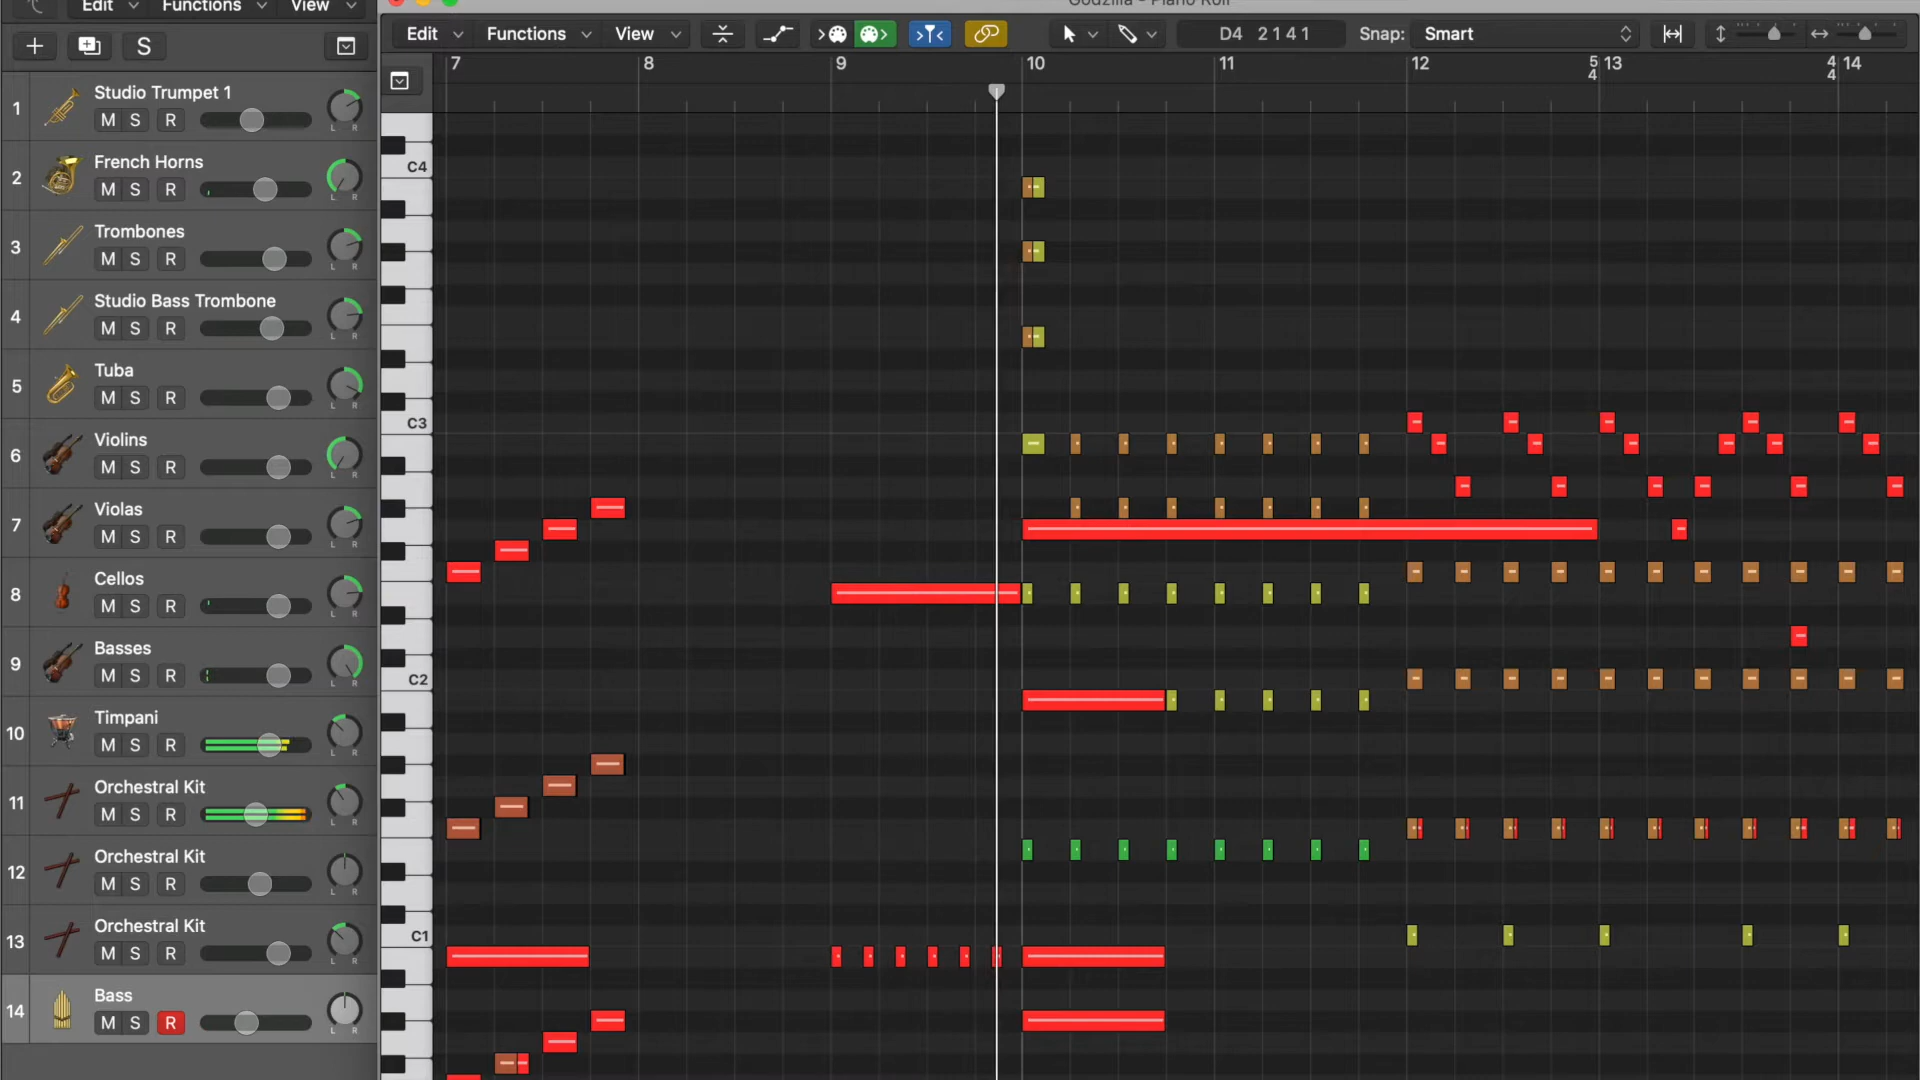 Edit Functions View
Godzilla - Piano Roll
S
Edit Functions View
D4 2 1 4 1
Snap: Smart
7 8 9 10 11 12 5/4 13 4/4 14
1 Studio Trumpet 1
M S R L R
2 French Horns
M S R L R
3 Trombones
M S R L R
4 Studio Bass Trombone
M S R L R
5 Tuba
M S R L R
6 Violins
M S R L R
7 Violas
M S R L R
8 Cellos
M S R L R
9 Basses
M S R L R
10 Timpani
M S R L R
11 Orchestral Kit
M S R L R
12 Orchestral Kit
M S R L R
13 Orchestral Kit
M S R L R
14 Bass
M S R L R
C4
C3
C2
C1